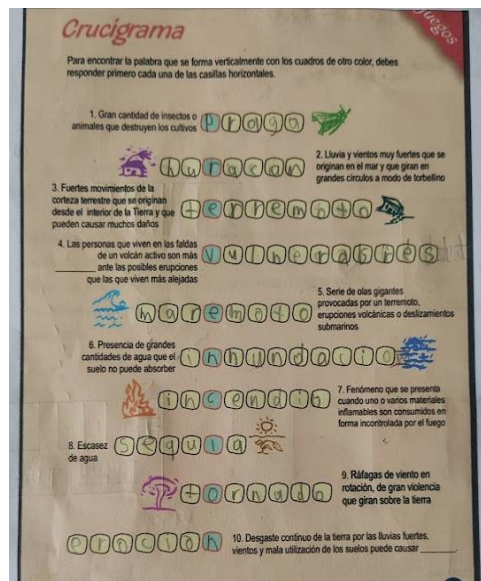 Juegos
Crucigrama
Para encontrar la palabra que se forma verticalmente con los cuadros de otro color, debes
responder primero cada una de las casillas horizontales.
1. Gran cantidad de insectos o
animales que destruyen los cultivos
plaga
2. Lluvia y vientos muy fuertes que se
originan en el mar y que giran en
grandes círculos a modo de torbellino
huracan
3. Fuertes movimientos de la
corteza terrestre que se originan
desde el interior de la Tierra y que
pueden causar muchos daños
terremoto
4. Las personas que viven en las faldas
de un volcán activo son más
________ ante las posibles erupciones
que las que viven más alejadas
vulnerables
5. Serie de olas gigantes
provocadas por un terremoto,
erupciones volcánicas o deslizamientos
submarinos
maremoto
6. Presencia de grandes
cantidades de agua que el
suelo no puede absorber
7. Fenómeno que se presenta
cuando uno o varios materiales
inflamables son consumidos en
forma incontrolada por el fuego
incendio
8. Escasez
de agua
sequia
9. Ráfagas de viento en
rotación, de gran violencia
que giran sobre la tierra
tornado
10. Desgaste continuo de la tierra por las lluvias fuertes,
vientos y mala utilización de los suelos puede causar ________.